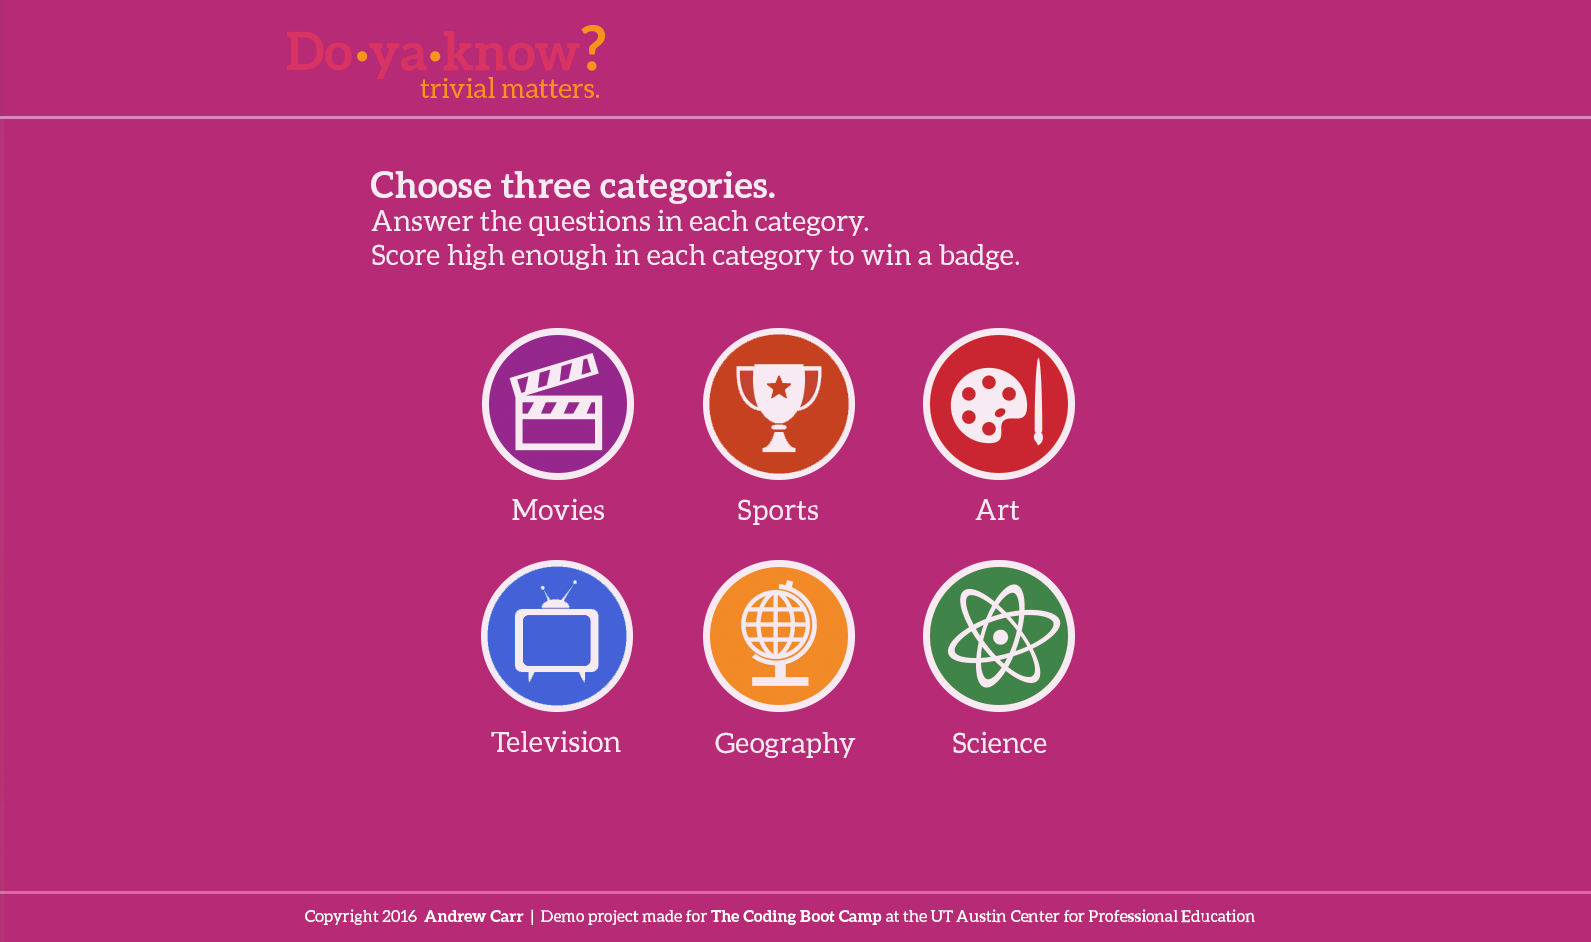 Do•ya•know?
trivial matters.
Choose three categories.
Answer the questions in each category.
Score high enough in each category to win a badge.
Movies
Sports
Art
Television
Geography
Science
Copyright 2016 Andrew Carr | Demo project made for The Coding Boot Camp at the UT Austin Center for Professional Education